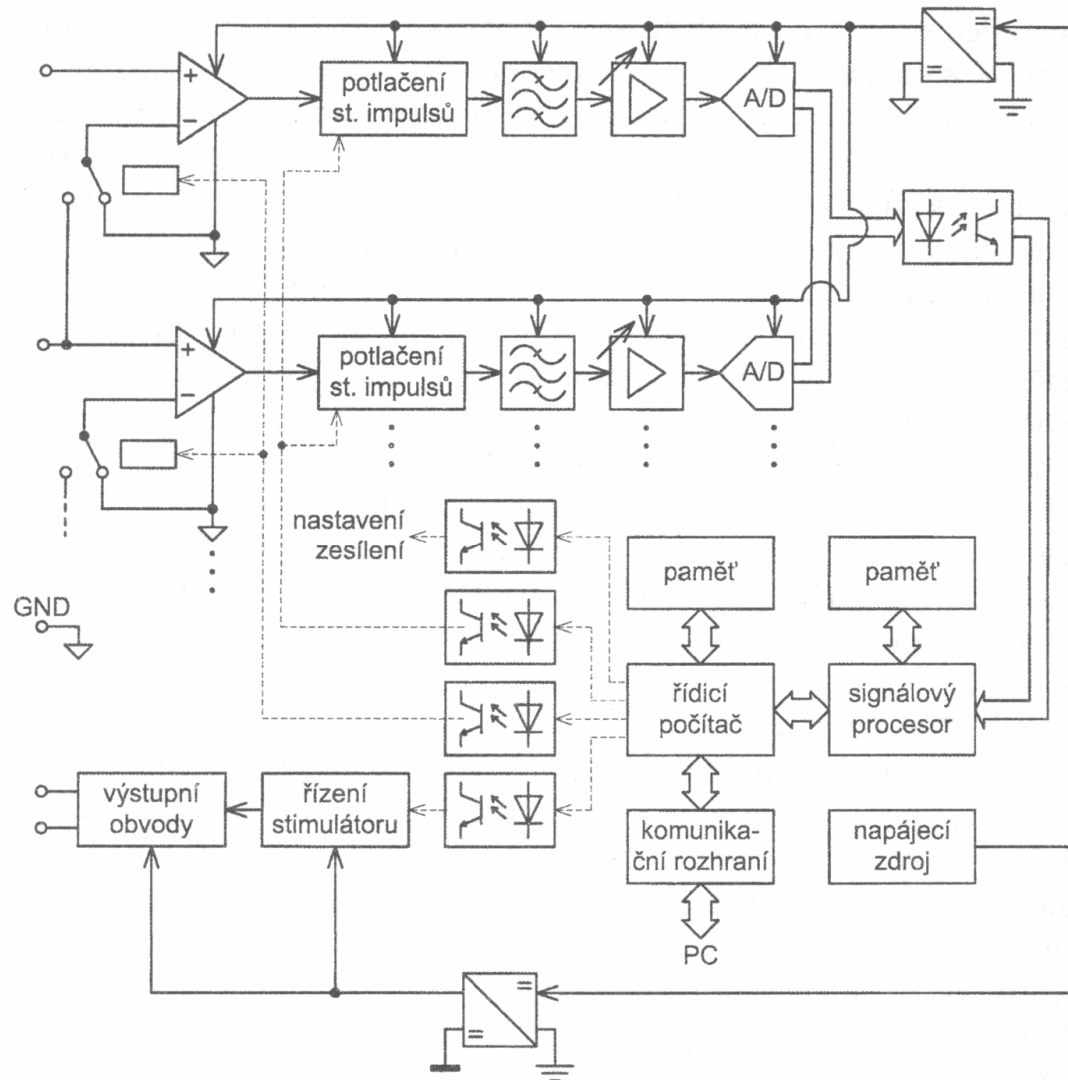 potlačení
st. impulsů
A/D
potlačení
st. impulsů
A/D
nastavení
zesílení
paměť
paměť
GND
řídicí
počítač
signálový
procesor
výstupní
obvody
řízení
stimulátoru
komunika-
ční rozhraní
napájecí
zdroj
PC